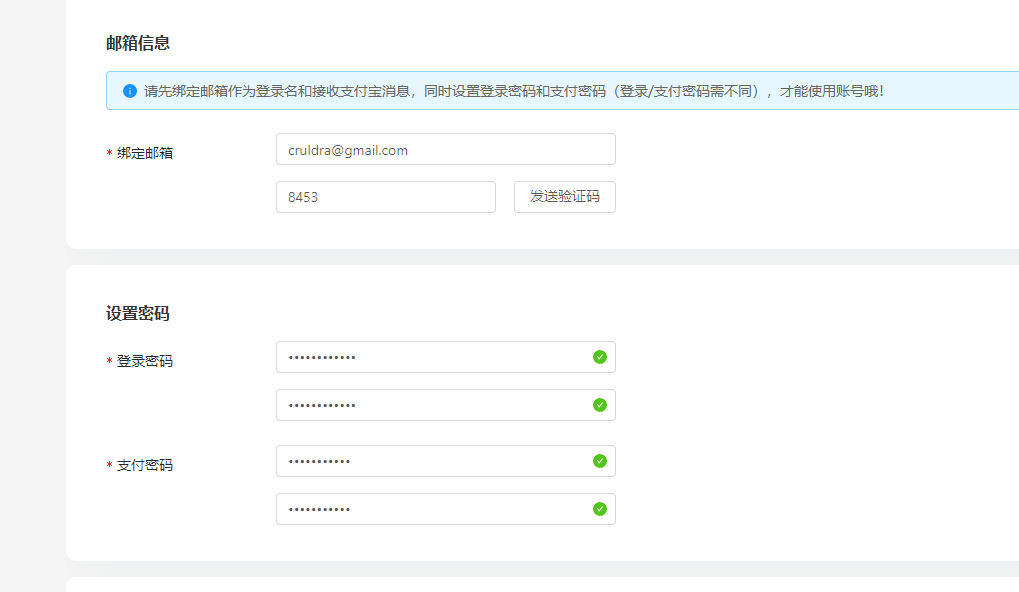 邮箱信息
请先绑定邮箱作为登录名和接收支付宝消息，同时设置登录密码和支付密码（登录/支付密码需不同），才能使用账号哦!
* 绑定邮箱
cruldra@gmail.com
8453
发送验证码
设置密码
* 登录密码
••••••••••••
••••••••••••
* 支付密码
•••••••••••
•••••••••••